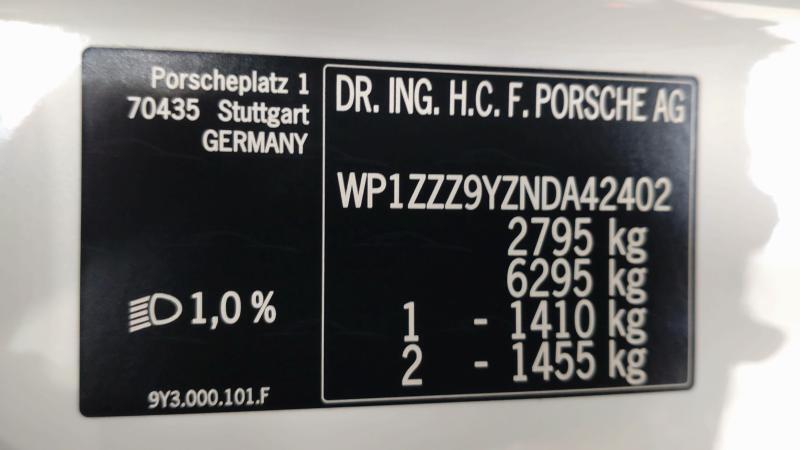 Porscheplatz 1
70435 Stuttgart
GERMANY
1,0 %
9Y3.000.101.F
DR. ING. H.C. F. PORSCHE AG
WP1ZZZ9YZNDA42402
2795 kg
6295 kg
1 - 1410 kg
2 - 1455 kg